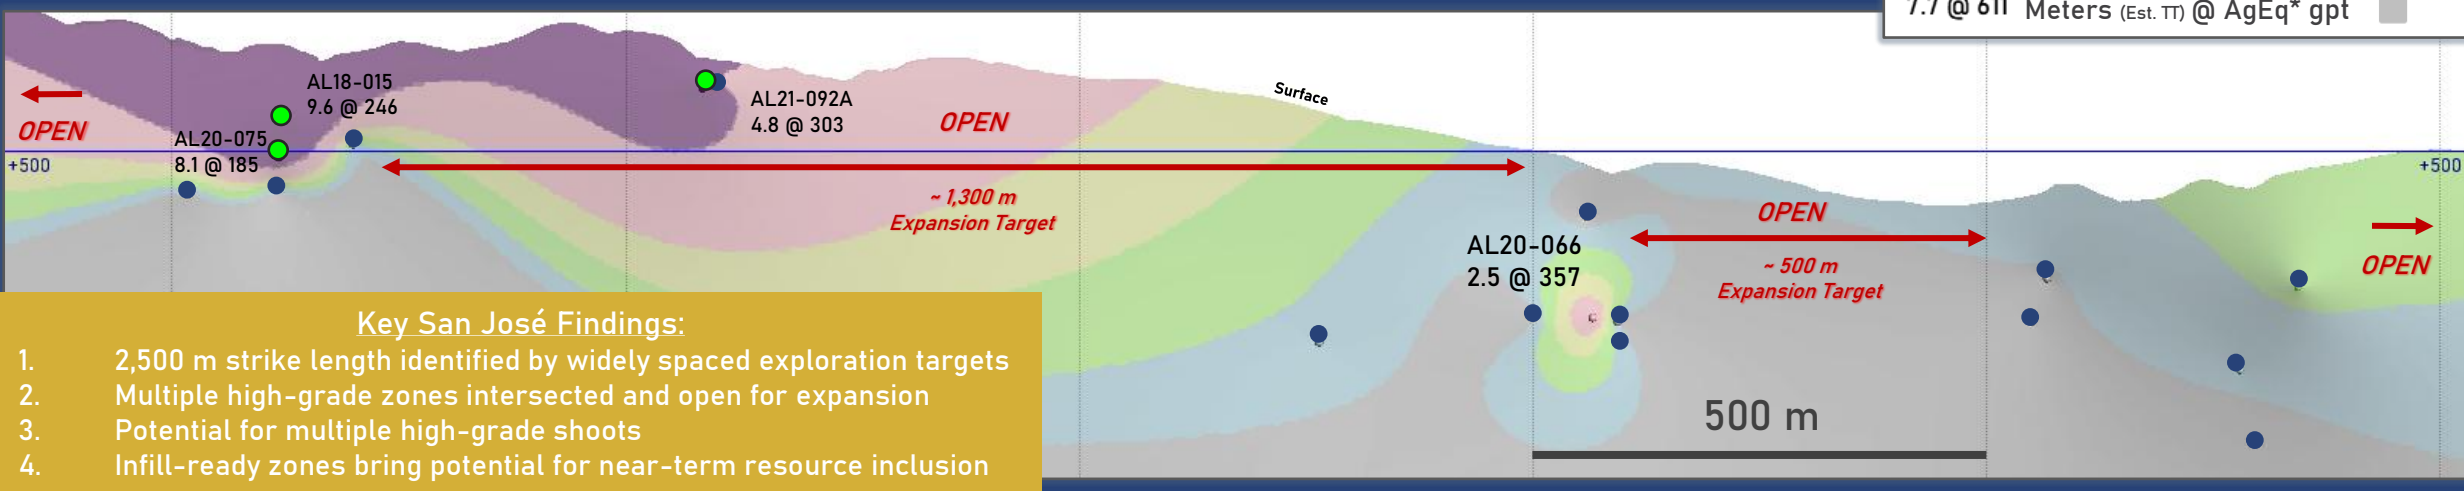 7.7 @ 611 Meters (Est. TT) @ AgEq* gpt
AL18-015
9.6 @ 246
AL21-092A
4.8 @ 303
Surface
OPEN
OPEN
AL20-075
8.1 @ 185
+500
+500
~ 1,300 m
Expansion Target
OPEN
AL20-066
2.5 @ 357
~ 500 m
Expansion Target
OPEN
Key San José Findings:
1. 2,500 m strike length identified by widely spaced exploration targets
2. Multiple high-grade zones intersected and open for expansion
3. Potential for multiple high-grade shoots
4. Infill-ready zones bring potential for near-term resource inclusion
500 m